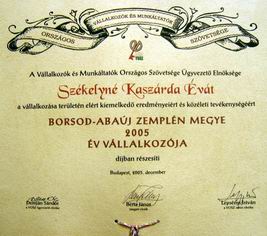 VÁLLALKOZÓK ÉS MUNKÁLTATÓK
ORSZÁGOS
SZÖVETSÉGE
A Vállalkozók és Munkáltatók Országos Szövetsége Ügyvezető Elnöksége
Székelyné Kaszárda Évát
a vállalkozása területén elért kiemelkedő eredményeiért és közéleti tevékenységéért
BORSOD-ABAÚJ ZEMPLÉN MEGYE
2005
ÉV VÁLLALKOZÓJA
díjban részesíti
Budapest, 2005. december